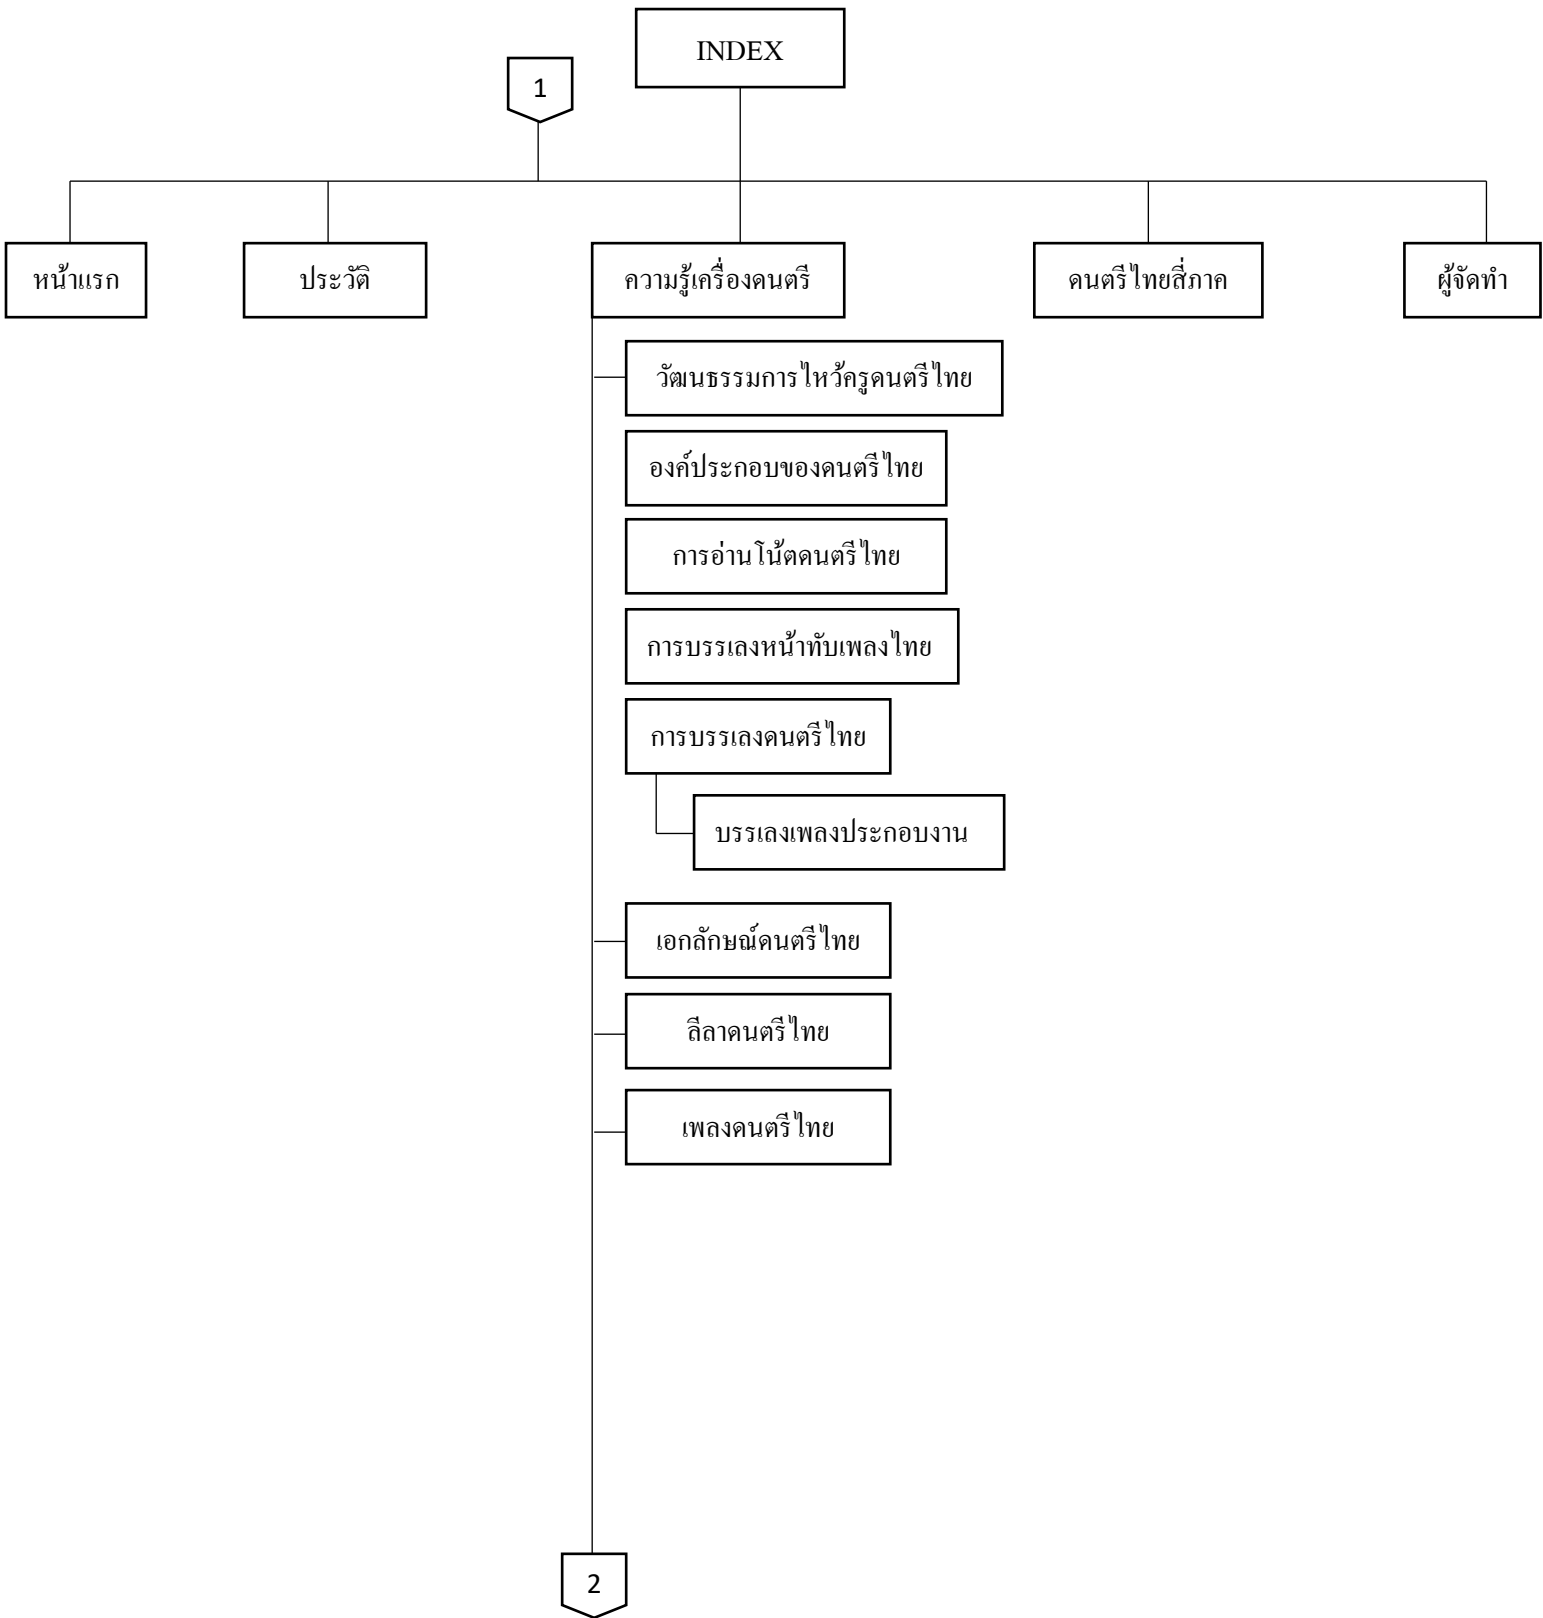 INDEX
1
หน้าแรก
ประวัติ
ความรู้เครื่องดนตรี
ดนตรีไทยสี่ภาค
ผู้จัดทำ
วัฒนธรรมการไหว้ครูดนตรีไทย
องค์ประกอบของดนตรีไทย
การอ่านโน้ตดนตรีไทย
การบรรเลงหน้าทับเพลงไทย
การบรรเลงดนตรีไทย
บรรเลงเพลงประกอบงาน
เอกลักษณ์ดนตรีไทย
ลีลาดนตรีไทย
เพลงดนตรีไทย
2